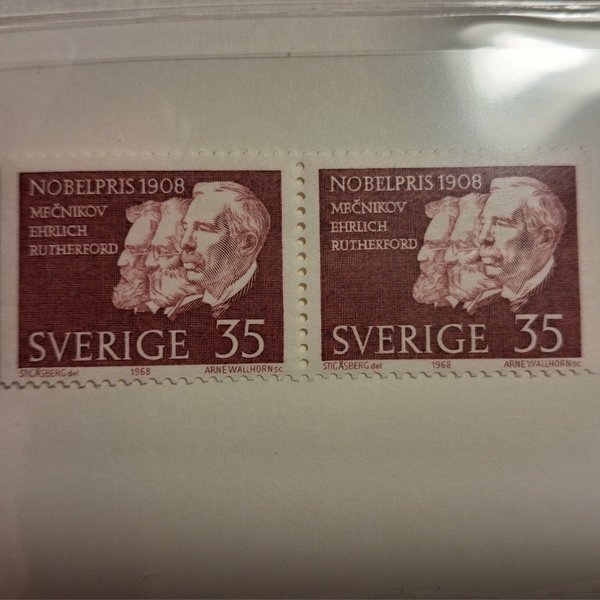 NOBELPRIS 1908
MEČNIKOV
EHRLICH
RUTHERFORD
SVERIGE 35
STIG ÅSBERG del 1968 ARNE WALLHORN sc
NOBELPRIS 1908
MEČNIKOV
EHRLICH
RUTHERFORD
SVERIGE 35
STIG ÅSBERG del 1968 ARNE WALLHORN sc